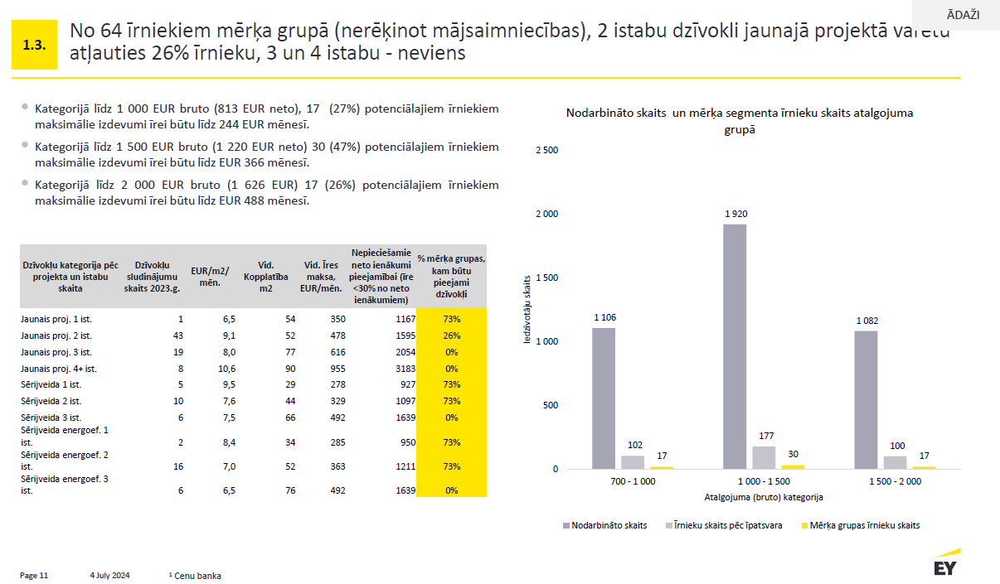 ĀDAŽI
1.3.
No 64 īrniekiem mērķa grupā (nerēķinot mājsaimniecības), 2 istabu dzīvokli jaunajā projektā varētu
atļauties 26% īrnieku, 3 un 4 istabu - neviens
Kategorijā līdz 1 000 EUR bruto (813 EUR neto), 17 (27%) potenciālajiem īrniekiem
maksimālie izdevumi īrei būtu līdz 244 EUR mēnesī.
Kategorijā līdz 1 500 EUR bruto (1 220 EUR neto) 30 (47%) potenciālajiem īrniekiem
maksimālie izdevumi īrei būtu līdz EUR 366 mēnesī.
Kategorijā līdz 2 000 EUR bruto (1 626 EUR) 17 (26%) potenciālajiem īrniekiem
maksimālie izdevumi īrei būtu līdz EUR 488 mēnesī.
Dzīvokļu kategorija pēc
projekta un istabu
skaita
Dzīvokļu
sludinājumu
skaits 2023.g.
EUR/m2/
mēn.
Vid.
Kopplatība
m2
Vid. Īres
maksa,
EUR/mēn.
Nepieciešamie
neto ienākumi
pieejamībai (īre
<30% no neto
ienākumiem)
% mērķa grupas,
kam būtu
pieejami
dzīvokļi
Jaunais proj. 1 ist. 1 6,5 54 350 1167 73%
Jaunais proj. 2 ist. 43 9,1 52 478 1595 26%
Jaunais proj. 3 ist. 19 8,0 77 616 2054 0%
Jaunais proj. 4+ ist. 8 10,6 90 955 3183 0%
Sērijveida 1 ist. 5 9,5 29 278 927 73%
Sērijveida 2 ist. 10 7,6 44 329 1097 73%
Sērijveida 3 ist. 6 7,5 66 492 1639 0%
Sērijveida energoef. 1
ist. 2 8,4 34 285 950 73%
Sērijveida energoef. 2
ist. 16 7,0 52 363 1211 73%
Sērijveida energoef. 3
ist. 6 6,5 76 492 1639 0%
Nodarbināto skaits un mērķa segmenta īrnieku skaits atalgojuma
grupā
Iedzīvotāju skaits
2 500
2 000
1 500
1 000
500
0
1 106
102
17
1 920
177
30
1 082
100
17
700 - 1 000
1 000 - 1 500
1 500 - 2 000
Atalgojuma (bruto) kategorija
Nodarbināto skaits
Īrnieku skaits pēc īpatsvara
Mērķa grupas īrnieku skaits
Page 11
4 July 2024
¹ Cenu banka
EY